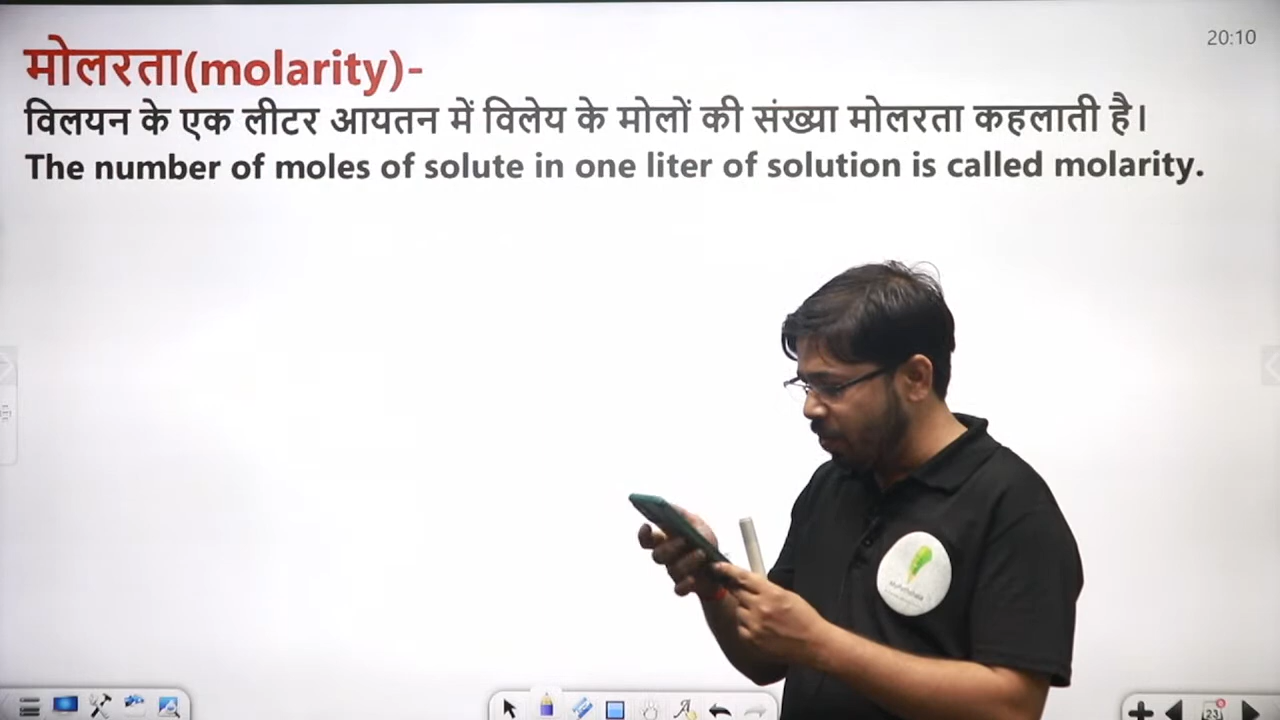 20:10
मोलरता(molarity)-
विलयन के एक लीटर आयतन में विलेय के मोलों की संख्या मोलरता कहलाती है।
The number of moles of solute in one liter of solution is called molarity.